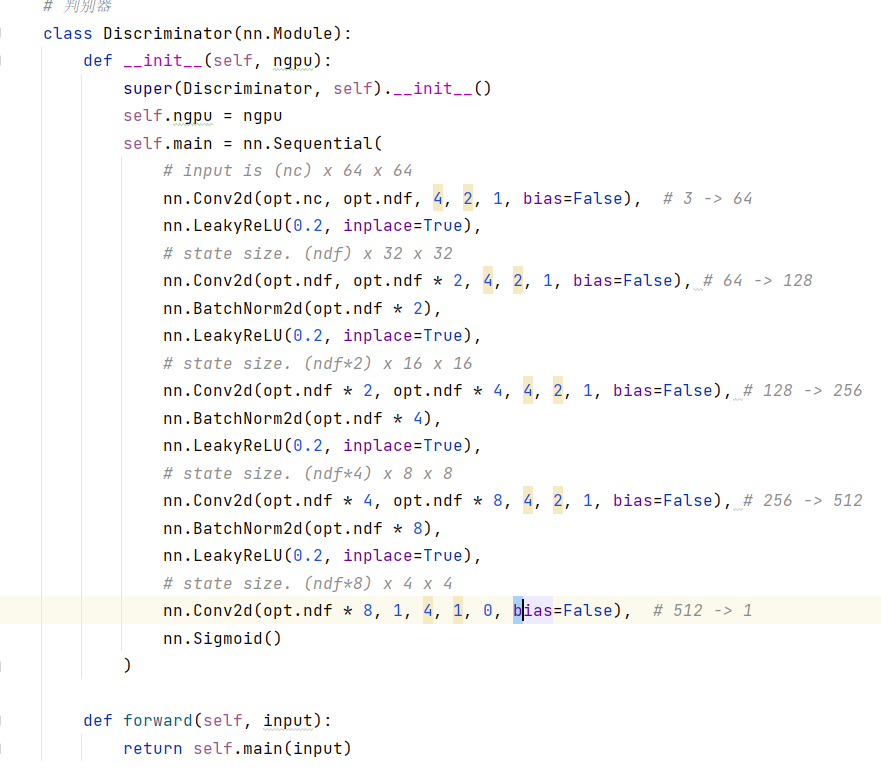 # 判别器
class Discriminator(nn.Module):
    def __init__(self, ngpu):
        super(Discriminator, self).__init__()
        self.ngpu = ngpu
        self.main = nn.Sequential(
            # input is (nc) x 64 x 64
            nn.Conv2d(opt.nc, opt.ndf, 4, 2, 1, bias=False),  # 3 -> 64
            nn.LeakyReLU(0.2, inplace=True),
            # state size. (ndf) x 32 x 32
            nn.Conv2d(opt.ndf, opt.ndf * 2, 4, 2, 1, bias=False), # 64 -> 128
            nn.BatchNorm2d(opt.ndf * 2),
            nn.LeakyReLU(0.2, inplace=True),
            # state size. (ndf*2) x 16 x 16
            nn.Conv2d(opt.ndf * 2, opt.ndf * 4, 4, 2, 1, bias=False), # 128 -> 256
            nn.BatchNorm2d(opt.ndf * 4),
            nn.LeakyReLU(0.2, inplace=True),
            # state size. (ndf*4) x 8 x 8
            nn.Conv2d(opt.ndf * 4, opt.ndf * 8, 4, 2, 1, bias=False), # 256 -> 512
            nn.BatchNorm2d(opt.ndf * 8),
            nn.LeakyReLU(0.2, inplace=True),
            # state size. (ndf*8) x 4 x 4
            nn.Conv2d(opt.ndf * 8, 1, 4, 1, 0, bias=False),  # 512 -> 1
            nn.Sigmoid()
        )
    def forward(self, input):
        return self.main(input)